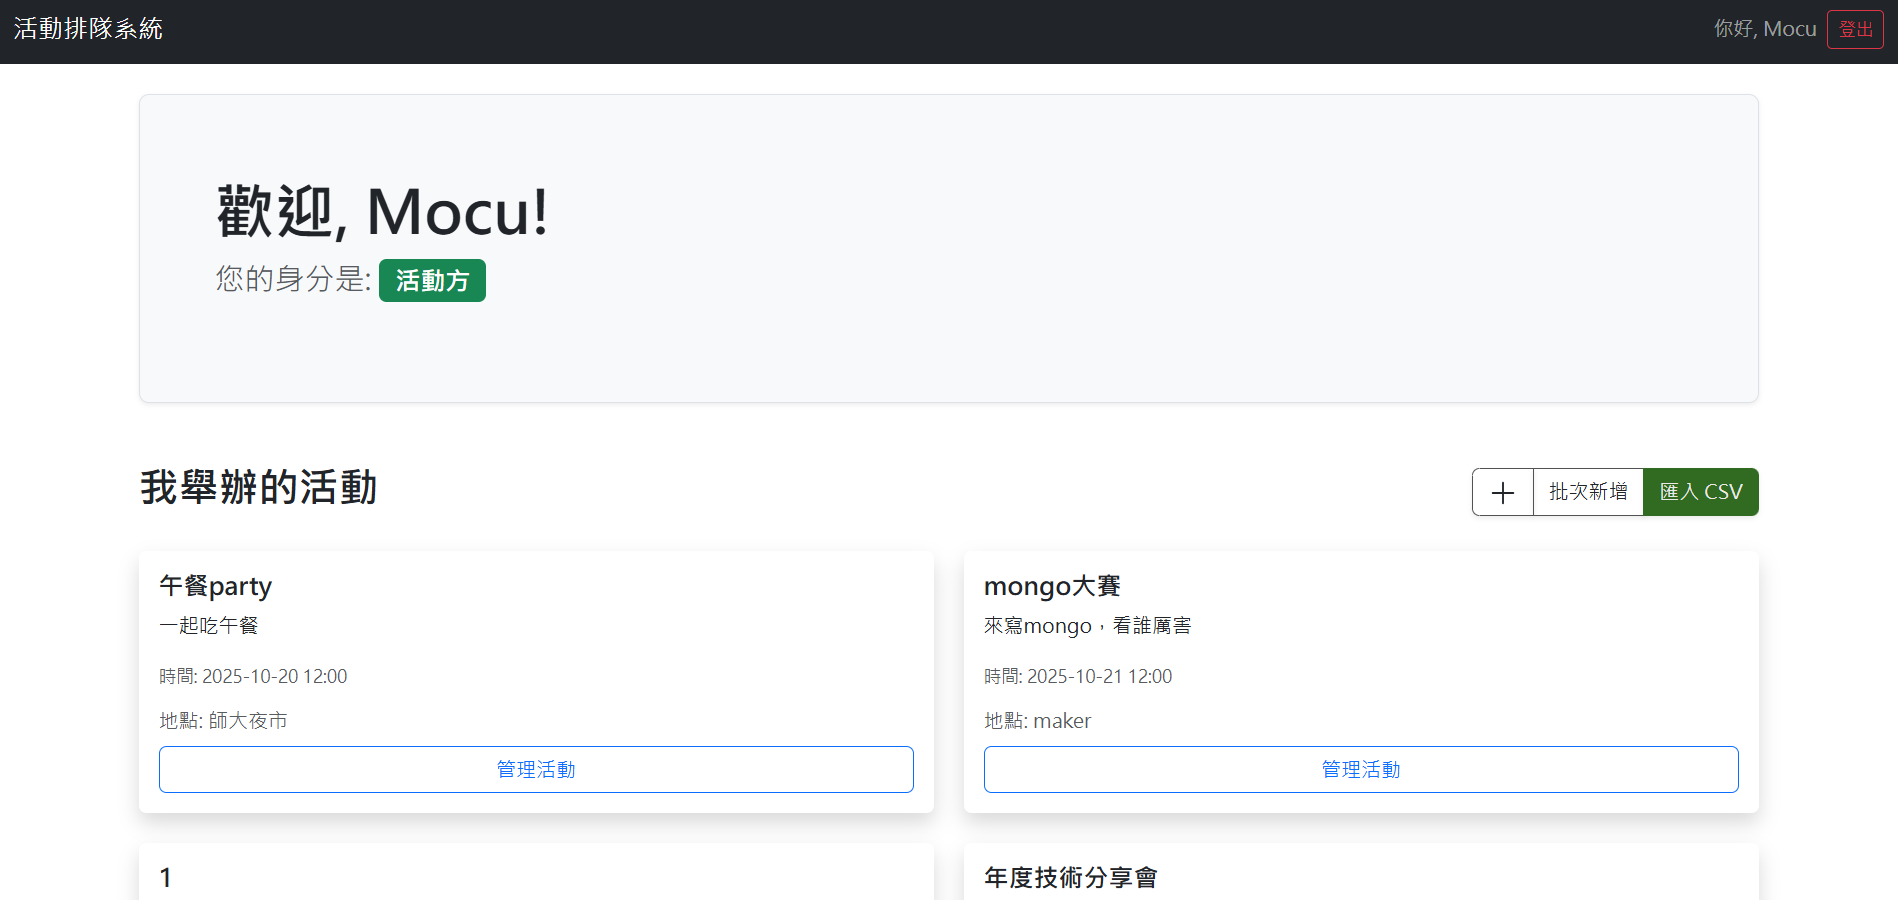 活動排隊系統
你好, Mocu 登出
歡迎, Mocu!
您的身分是: 活動方
我舉辦的活動
批次新增 匯入 CSV
午餐party
一起吃午餐
時間: 2025-10-20 12:00
地點: 師大夜市
管理活動
mongo大賽
來寫mongo，看誰厲害
時間: 2025-10-21 12:00
地點: maker
管理活動
1
年度技術分享會